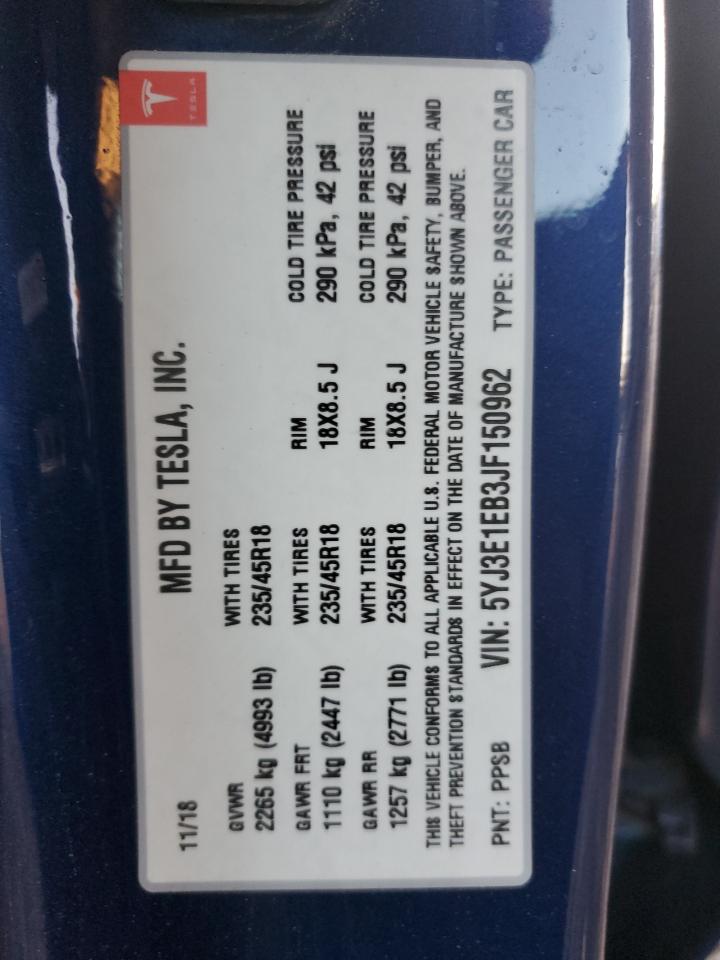 TESLA
MFD BY TESLA, INC.
11/18
GVWR WITH TIRES
2265 kg (4993 lb) 235/45R18
GAWR FRT WITH TIRES RIM COLD TIRE PRESSURE
1110 kg (2447 lb) 235/45R18 18X8.5 J 290 kPa, 42 psi
GAWR RR WITH TIRES RIM COLD TIRE PRESSURE
1257 kg (2771 lb) 235/45R18 18X8.5 J 290 kPa, 42 psi
THIS VEHICLE CONFORMS TO ALL APPLICABLE U.S. FEDERAL MOTOR VEHICLE SAFETY, BUMPER, AND
THEFT PREVENTION STANDARDS IN EFFECT ON THE DATE OF MANUFACTURE SHOWN ABOVE.
PNT: PPSB VIN: 5YJ3E1EB3JF150962 TYPE: PASSENGER CAR